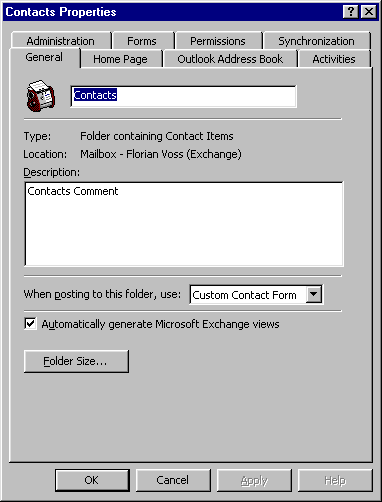 Contacts Properties
Administration Forms Permissions Synchronization
General Home Page Outlook Address Book Activities
Contacts
Type: Folder containing Contact Items
Location: Mailbox - Florian Voss (Exchange)
Description:
Contacts Comment
When posting to this folder, use: Custom Contact Form
Automatically generate Microsoft Exchange views
Folder Size...
OK Cancel Apply Help